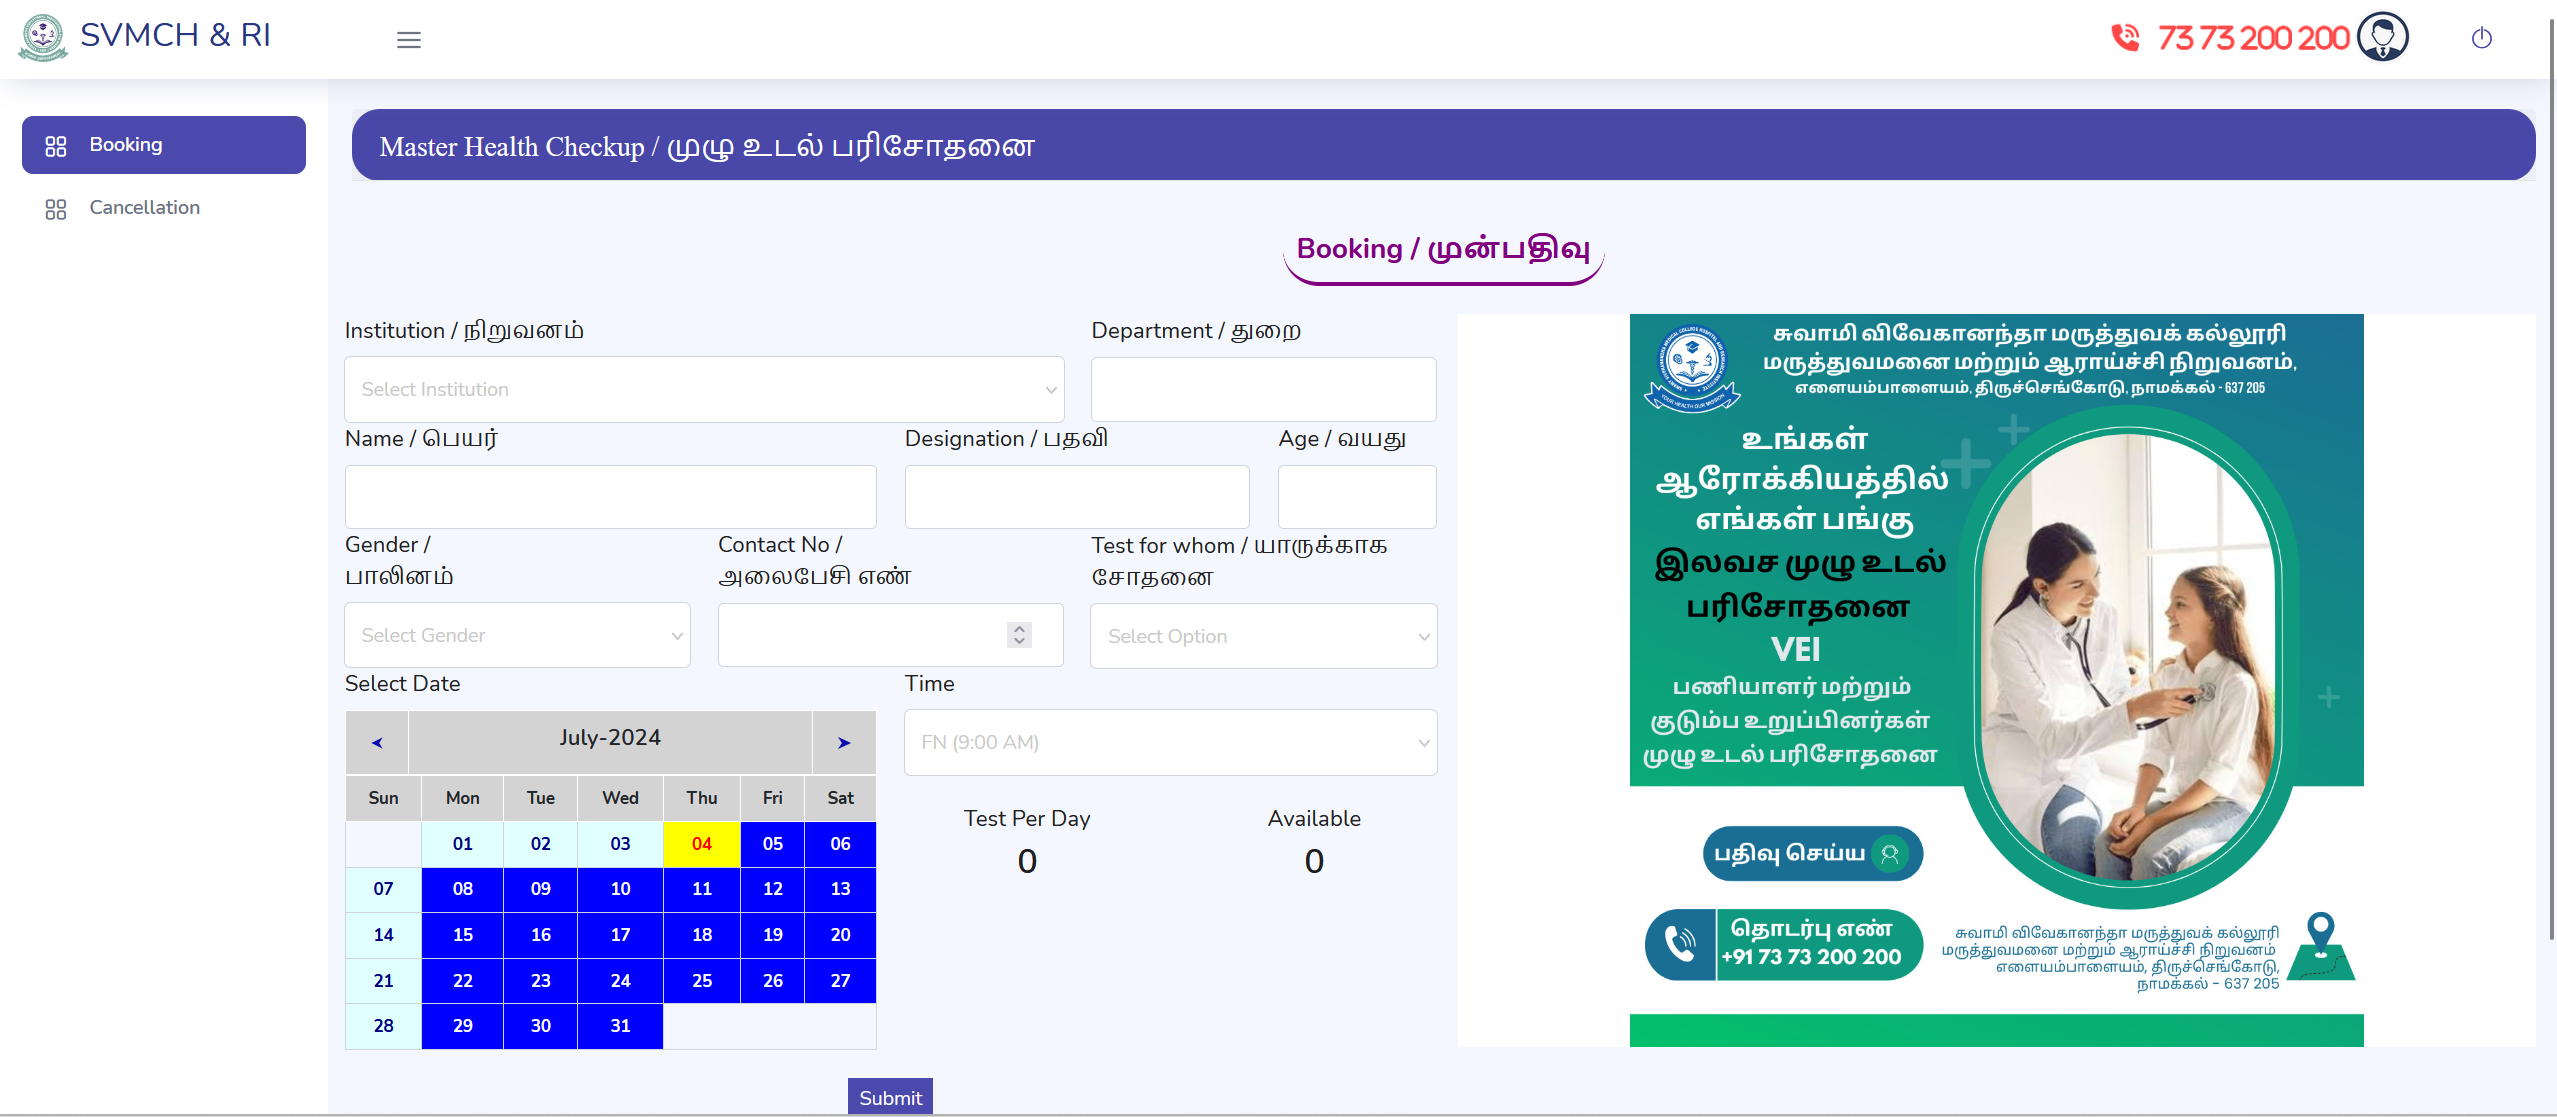 SVMCH & RI
73 73 200 200
Booking
Cancellation
Master Health Checkup / முழு உடல் பரிசோதனை
Booking / முன்பதிவு
Institution / நிறுவனம்
Department / துறை
Select Institution
Name / பெயர்
Designation / பதவி
Age / வயது
Gender /
பாலினம்
Contact No /
அலைபேசி எண்
Test for whom / யாருக்காக
சோதனை
Select Gender
Select Option
Select Date
Time
July-2024
FN (9:00 AM)
Sun Mon Tue Wed Thu Fri Sat
01 02 03 04 05 06
07 08 09 10 11 12 13
14 15 16 17 18 19 20
21 22 23 24 25 26 27
28 29 30 31
Test Per Day
0
Available
0
Submit
சுவாமி விவேகானந்தா மருத்துவக் கல்லூரி
மருத்துவமனை மற்றும் ஆராய்ச்சி நிறுவனம்,
எளையம்பாளையம், திருச்செங்கோடு, நாமக்கல் - 637 205
உங்கள்
ஆரோக்கியத்தில்
எங்கள் பங்கு
இலவச முழு உடல்
பரிசோதனை
VEI
பணியாளர் மற்றும்
குடும்ப உறுப்பினர்கள்
முழு உடல் பரிசோதனை
பதிவு செய்ய
தொடர்பு எண்
+91 73 73 200 200
சுவாமி விவேகானந்தா மருத்துவக் கல்லூரி
மருத்துவமனை மற்றும் ஆராய்ச்சி நிறுவனம்
எளையம்பாளையம், திருச்செங்கோடு,
நாமக்கல் - 637 205
YOUR HEALTH OUR MISSION